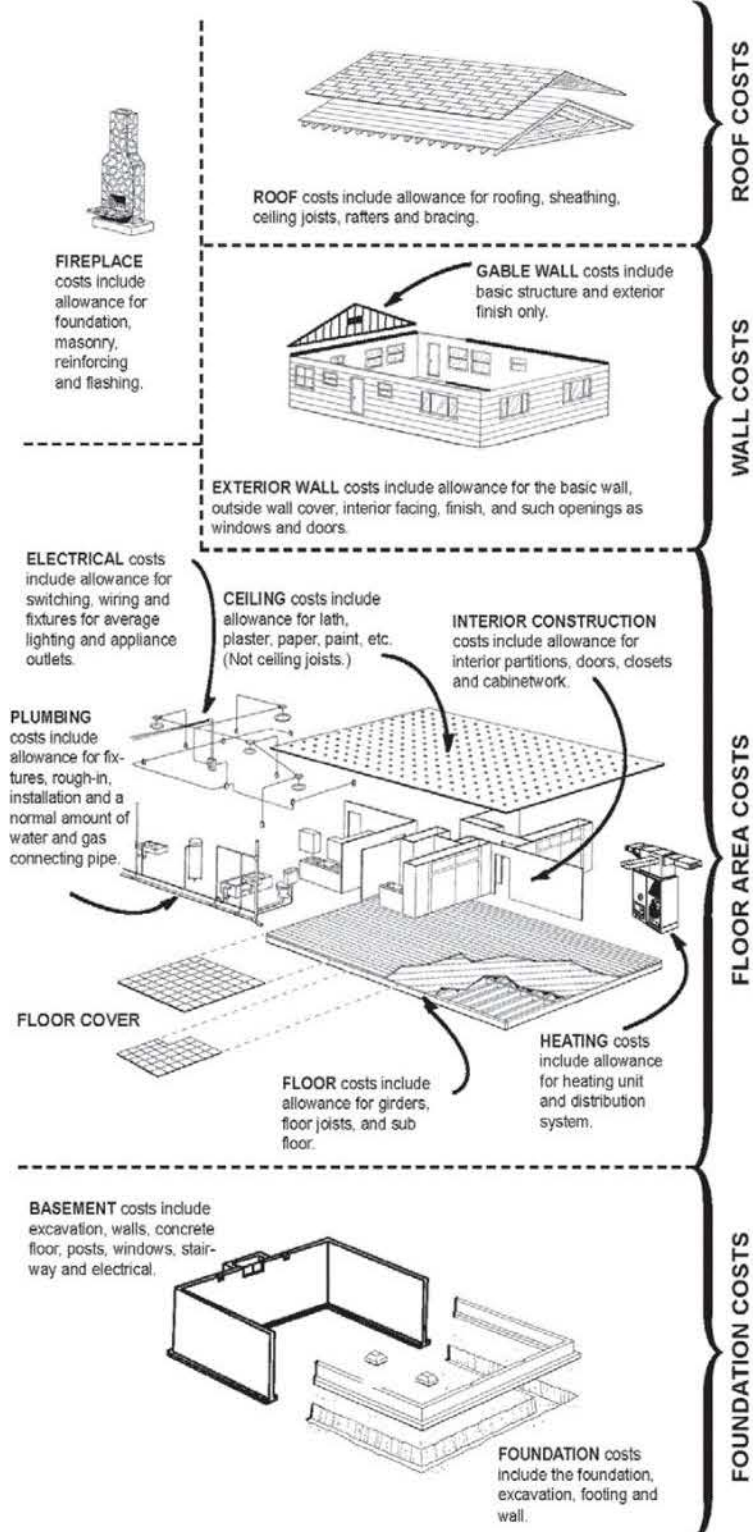 ROOF COSTS
ROOF costs include allowance for roofing, sheathing,
ceiling joists, rafters and bracing.
FIREPLACE
costs include
allowance for
foundation,
masonry,
reinforcing
and flashing.
WALL COSTS
GABLE WALL costs include
basic structure and exterior
finish only.
EXTERIOR WALL costs include allowance for the basic wall,
outside wall cover, interior facing, finish, and such openings as
windows and doors.
FLOOR AREA COSTS
ELECTRICAL costs
include allowance for
switching, wiring and
fixtures for average
lighting and appliance
outlets.
CEILING costs include
allowance for lath,
plaster, paper, paint, etc.
(Not ceiling joists.)
INTERIOR CONSTRUCTION
costs include allowance for
interior partitions, doors, closets
and cabinetwork.
PLUMBING
costs include
allowance for fix-
tures, rough-in,
installation and a
normal amount of
water and gas
connecting pipe.
FLOOR COVER
FLOOR costs include
allowance for girders,
floor joists, and sub
floor.
HEATING costs
include allowance
for heating unit
and distribution
system.
FOUNDATION COSTS
BASEMENT costs include
excavation, walls, concrete
floor, posts, windows, stair-
way and electrical.
FOUNDATION costs
include the foundation,
excavation, footing and
wall.